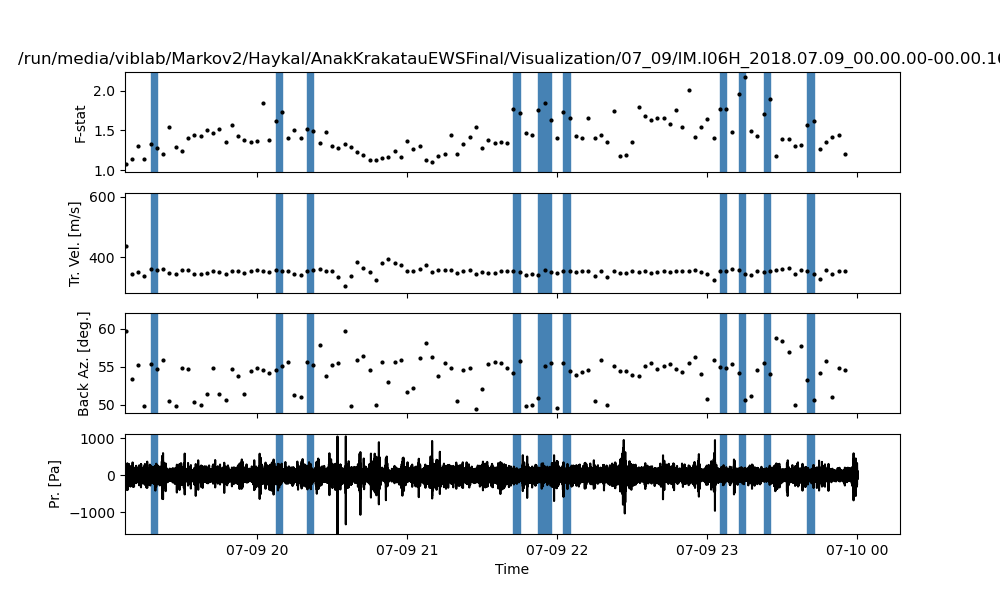 /run/media/viblab/Markov2/Haykal/AnakKrakatauEWSFinal/Visualization/07_09/IM.I06H_2018.07.09_00.00.00-00.00.16
F-stat
2.0
1.5
1.0
Tr. Vel. [m/s]
600
400
Back Az. [deg.]
60
55
50
Pr. [Pa]
1000
0
−1000
07-09 20 07-09 21 07-09 22 07-09 23 07-10 00
Time